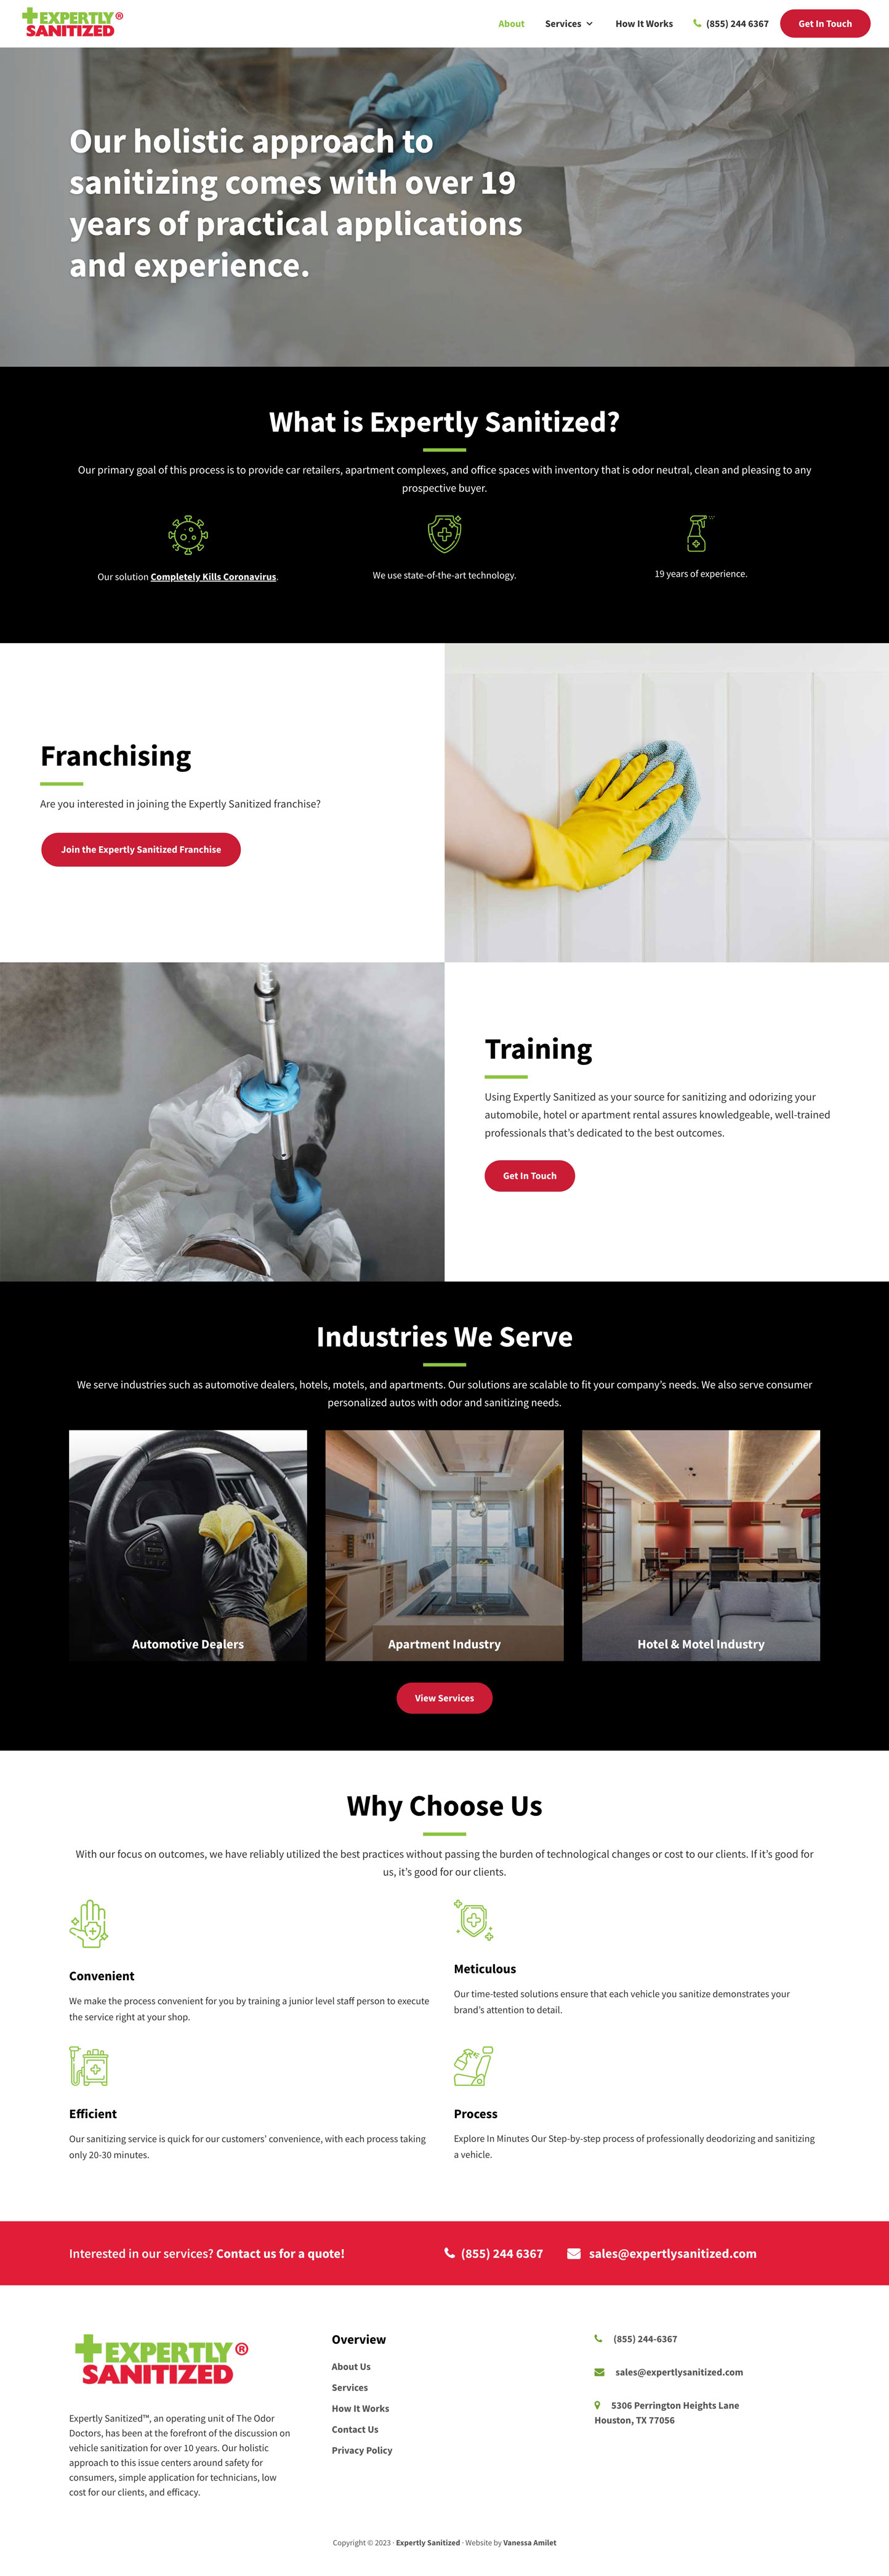 EXPERTLY®
SANITIZED
About Services How It Works (855) 244 6367 Get In Touch
Our holistic approach to
sanitizing comes with over 19
years of practical applications
and experience.
What is Expertly Sanitized?
Our primary goal of this process is to provide car retailers, apartment complexes, and office spaces with inventory that is odor neutral, clean and pleasing to any
prospective buyer.
Our solution Completely Kills Coronavirus.
We use state-of-the-art technology.
19 years of experience.
Franchising
Are you interested in joining the Expertly Sanitized franchise?
Join the Expertly Sanitized Franchise
Training
Using Expertly Sanitized as your source for sanitizing and odorizing your
automobile, hotel or apartment rental assures knowledgeable, well-trained
professionals that's dedicated to the best outcomes.
Get In Touch
Industries We Serve
We serve industries such as automotive dealers, hotels, motels, and apartments. Our solutions are scalable to fit your company's needs. We also serve consumer
personalized autos with odor and sanitizing needs.
Automotive Dealers
Apartment Industry
Hotel & Motel Industry
View Services
Why Choose Us
With our focus on outcomes, we have reliably utilized the best practices without passing the burden of technological changes or cost to our clients. If it's good for
us, it's good for our clients.
Convenient
We make the process convenient for you by training a junior level staff person to execute
the service right at your shop.
Meticulous
Our time-tested solutions ensure that each vehicle you sanitize demonstrates your
brand's attention to detail.
Efficient
Our sanitizing service is quick for our customers' convenience, with each process taking
only 20-30 minutes.
Process
Explore In Minutes Our Step-by-step process of professionally deodorizing and sanitizing
a vehicle.
Interested in our services? Contact us for a quote! (855) 244 6367 sales@expertlysanitized.com
EXPERTLY®
SANITIZED
Expertly Sanitized™, an operating unit of The Odor
Doctors, has been at the forefront of the discussion on
vehicle sanitization for over 10 years. Our holistic
approach to this issue centers around safety for
consumers, simple application for technicians, low
cost for our clients, and efficacy.
Overview
About Us
Services
How It Works
Contact Us
Privacy Policy
(855) 244-6367
sales@expertlysanitized.com
5306 Perrington Heights Lane
Houston, TX 77056
Copyright © 2023 · Expertly Sanitized · Website by Vanessa Amilet